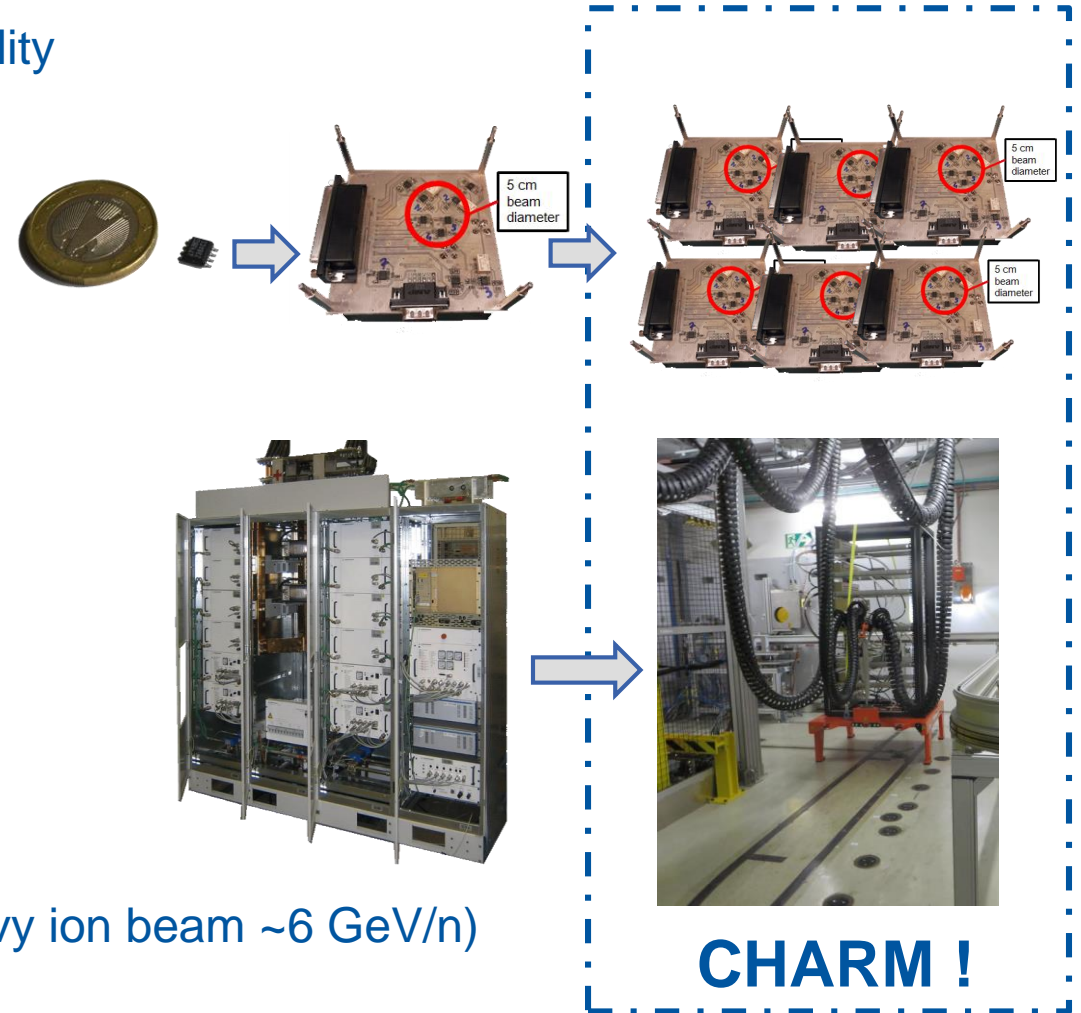 lity
5 cm
beam
diameter
5 cm
beam
diameter
5 cm
beam
diameter
vy ion beam ~6 GeV/n)
CHARM !